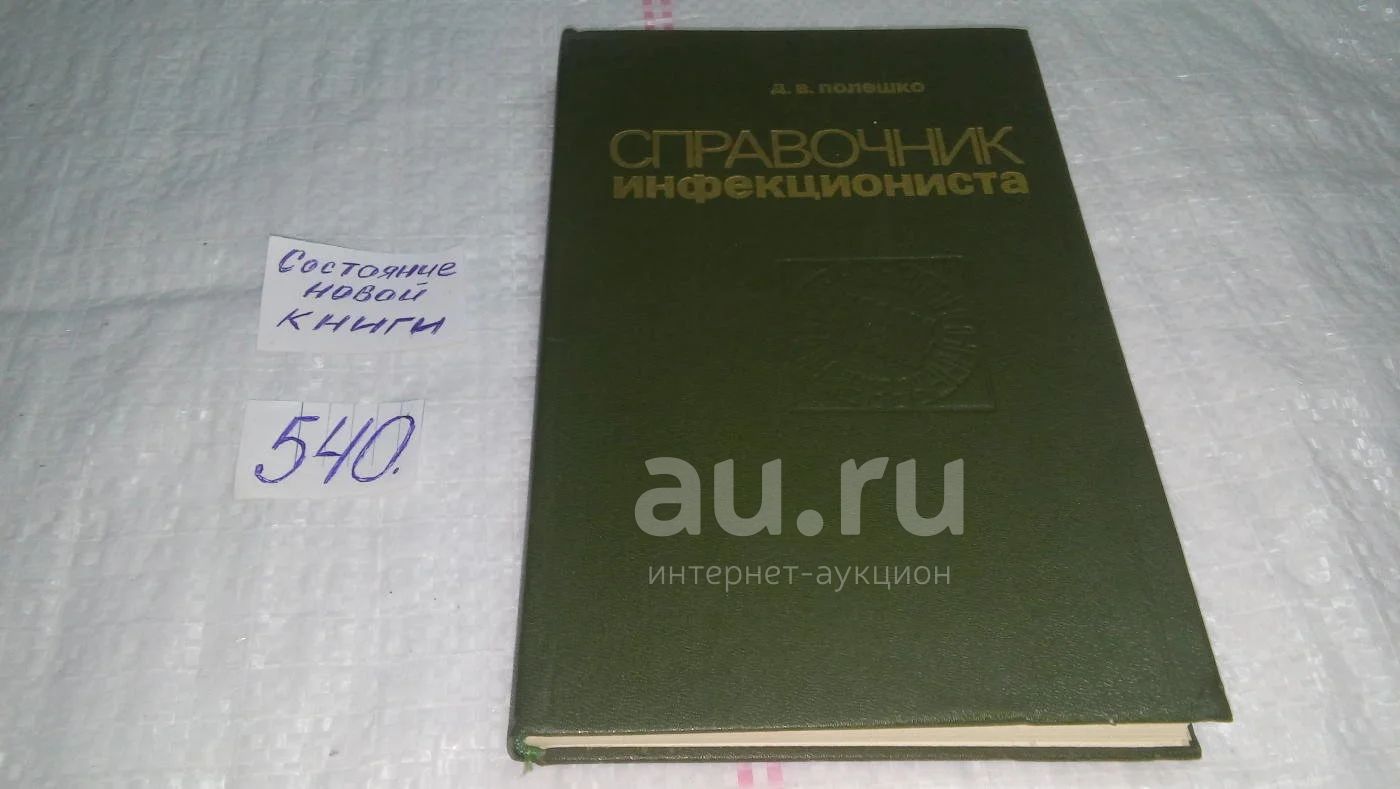 Д. В. Полешко
СПРАВОЧНИК
инфекциониста
Состояние
новой
книги
540.
au.ru
интернет-аукцион